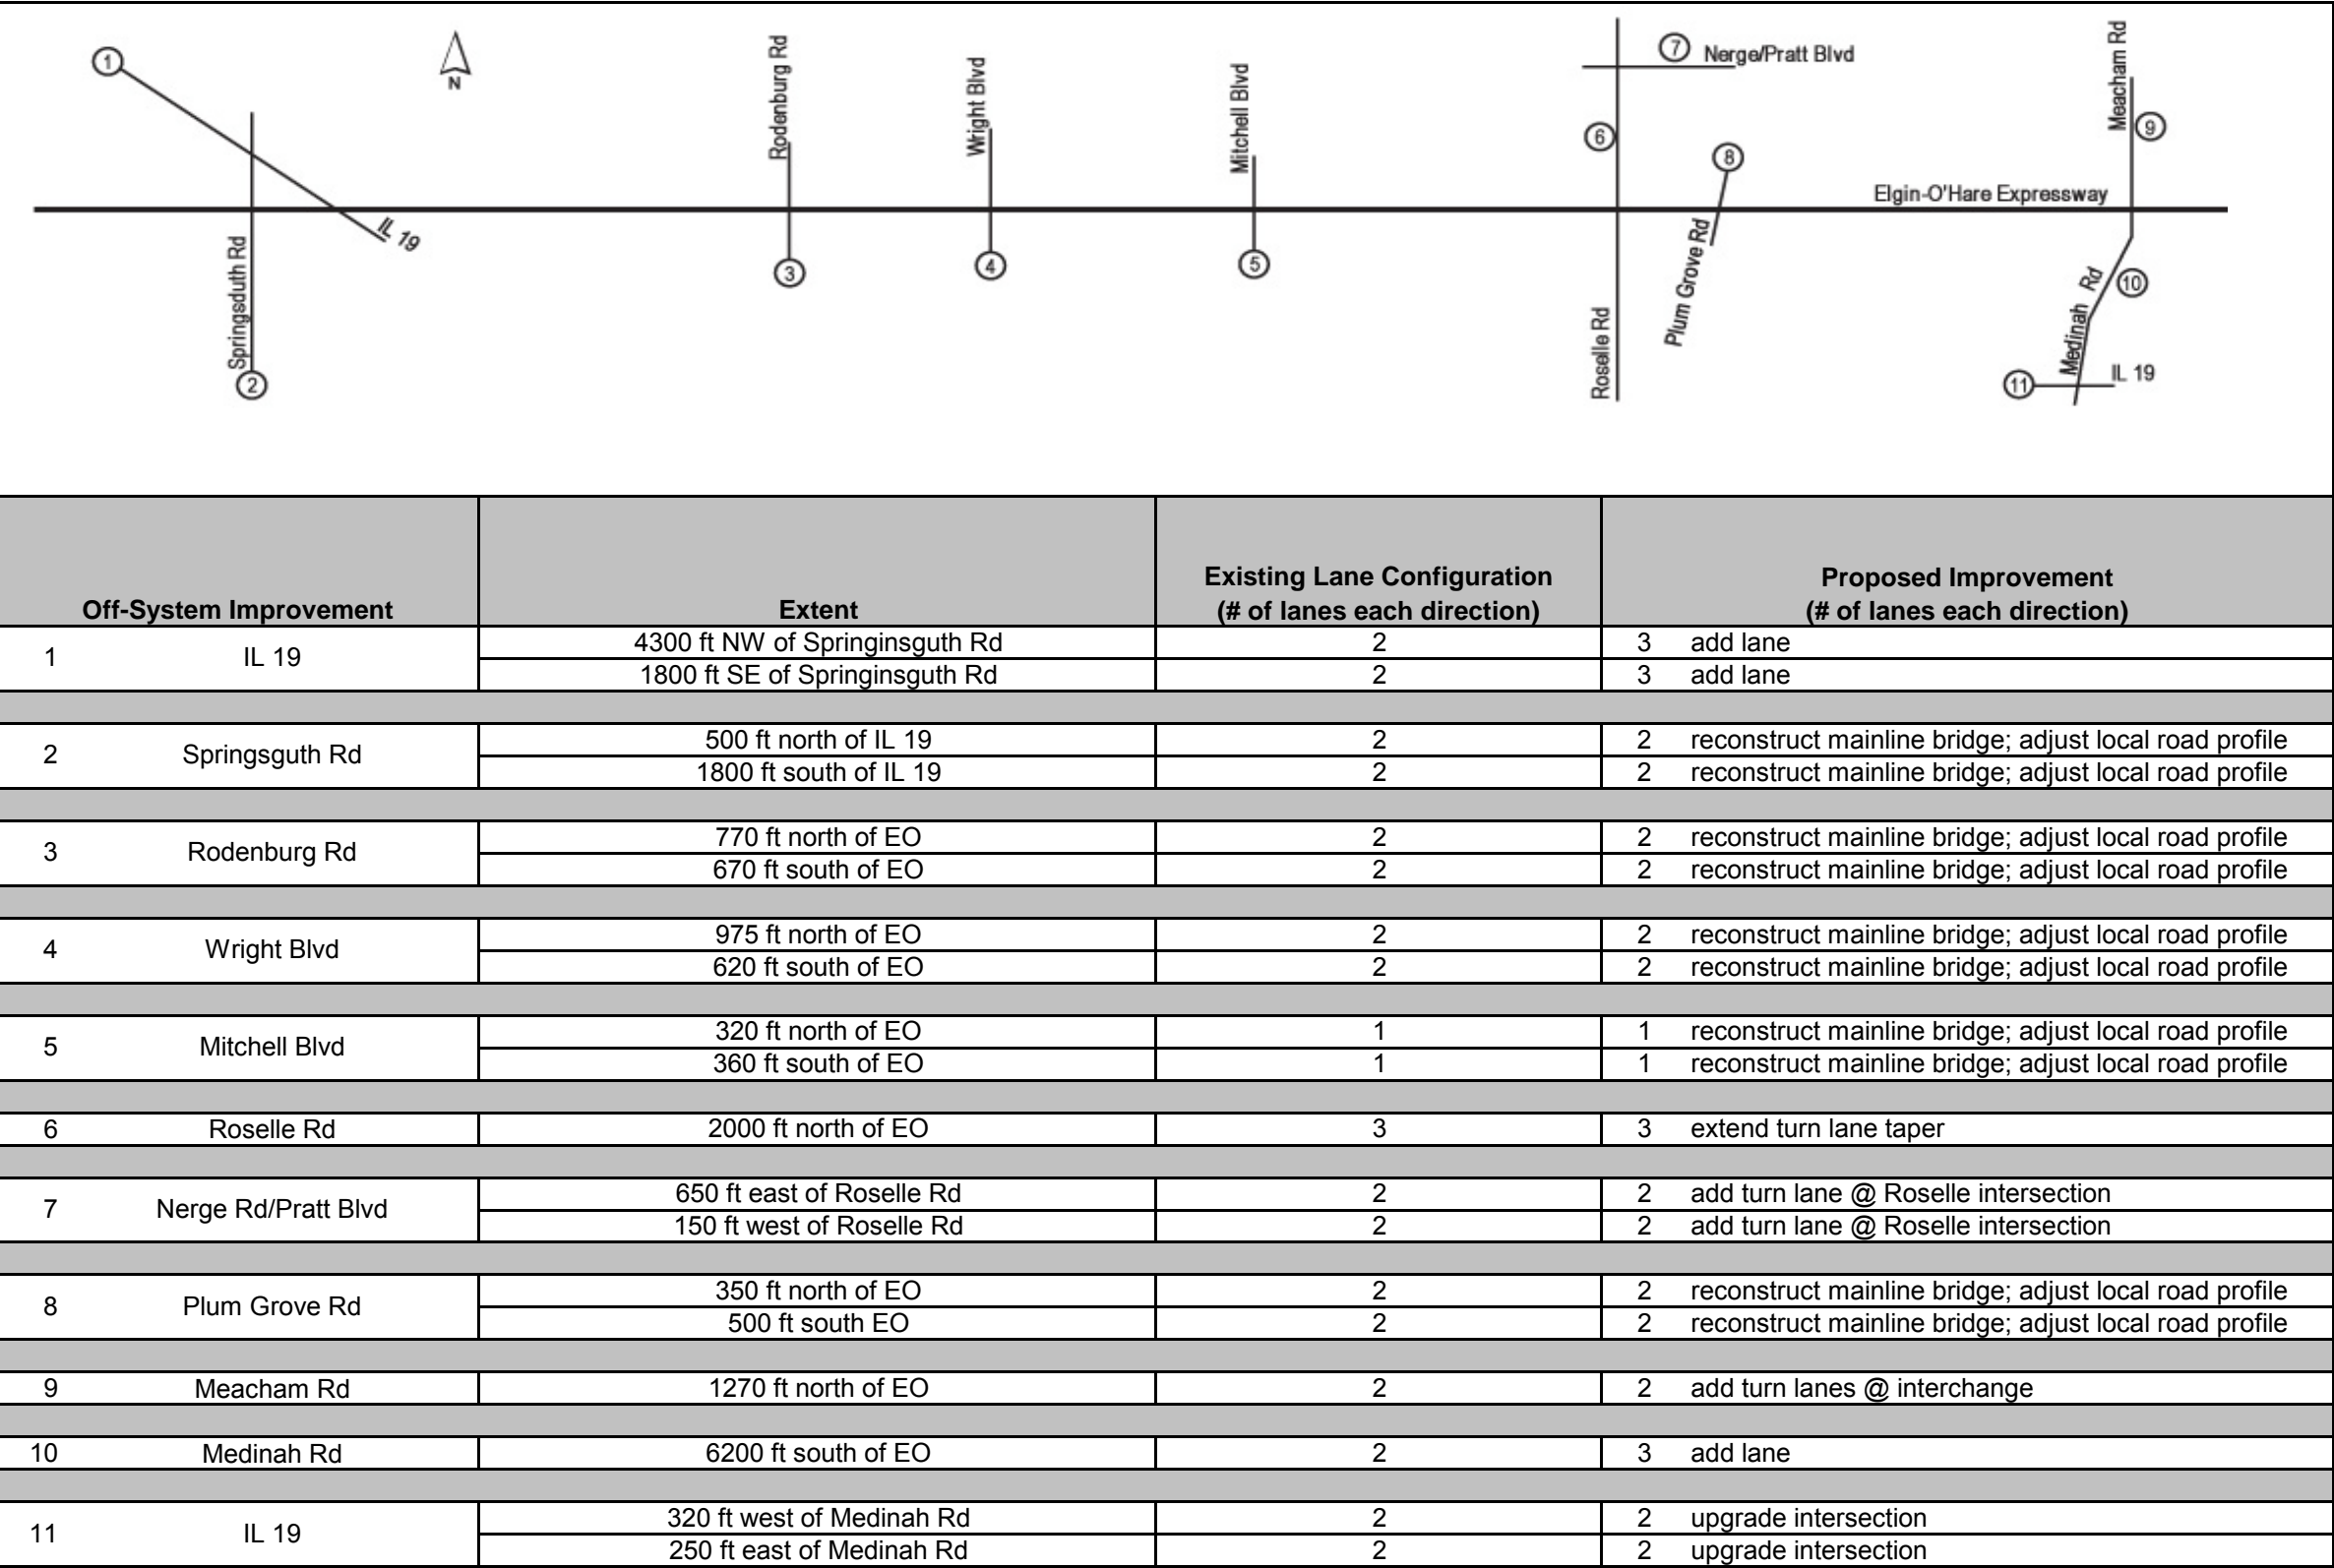 1
N
Rodenburg Rd
Wright Blvd
Mitchell Blvd
7 Nerge/Pratt Blvd
Meacham Rd
6
8
9
Elgin-O'Hare Expressway
IL 19
Springsduth Rd
2
3
4
5
Roselle Rd
Plum Grove Rd
Medinah Rd
10
11
IL 19
Off-System Improvement
Extent
Existing Lane Configuration
(# of lanes each direction)
Proposed Improvement
(# of lanes each direction)
1 IL 19
4300 ft NW of Springinsguth Rd 2 3 add lane
1800 ft SE of Springinsguth Rd 2 3 add lane
2 Springsguth Rd
500 ft north of IL 19 2 2 reconstruct mainline bridge; adjust local road profile
1800 ft south of IL 19 2 2 reconstruct mainline bridge; adjust local road profile
3 Rodenburg Rd
770 ft north of EO 2 2 reconstruct mainline bridge; adjust local road profile
670 ft south of EO 2 2 reconstruct mainline bridge; adjust local road profile
4 Wright Blvd
975 ft north of EO 2 2 reconstruct mainline bridge; adjust local road profile
620 ft south of EO 2 2 reconstruct mainline bridge; adjust local road profile
5 Mitchell Blvd
320 ft north of EO 1 1 reconstruct mainline bridge; adjust local road profile
360 ft south of EO 1 1 reconstruct mainline bridge; adjust local road profile
6 Roselle Rd 2000 ft north of EO 3 3 extend turn lane taper
7 Nerge Rd/Pratt Blvd
650 ft east of Roselle Rd 2 2 add turn lane @ Roselle intersection
150 ft west of Roselle Rd 2 2 add turn lane @ Roselle intersection
8 Plum Grove Rd
350 ft north of EO 2 2 reconstruct mainline bridge; adjust local road profile
500 ft south EO 2 2 reconstruct mainline bridge; adjust local road profile
9 Meacham Rd 1270 ft north of EO 2 2 add turn lanes @ interchange
10 Medinah Rd 6200 ft south of EO 2 3 add lane
11 IL 19
320 ft west of Medinah Rd 2 2 upgrade intersection
250 ft east of Medinah Rd 2 2 upgrade intersection